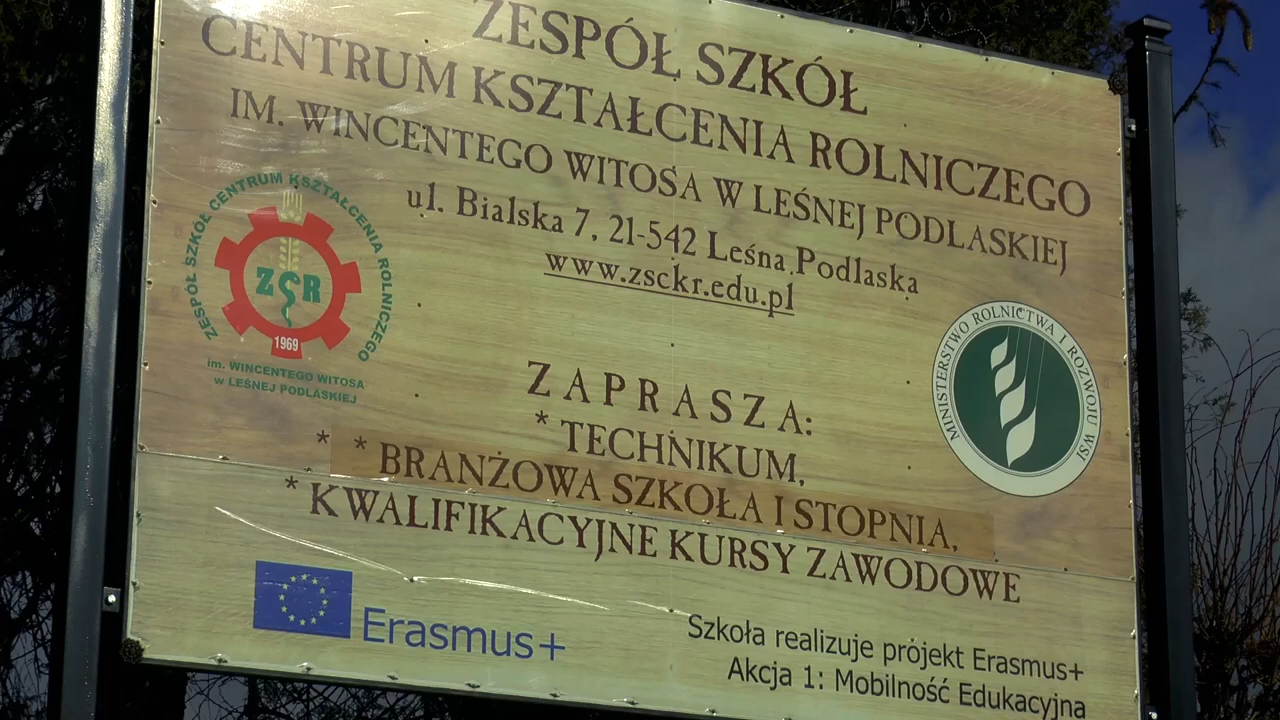 ZESPÓŁ SZKÓŁ
CENTRUM KSZTAŁCENIA ROLNICZEGO
IM. WINCENTEGO WITOSA W LEŚNEJ PODLASKIEJ
ul. Bialska 7, 21-542 Leśna Podlaska
www.zsckr.edu.pl
ZESPÓŁ SZKÓŁ CENTRUM KSZTAŁCENIA ROLNICZEGO
ZCR
1969
im. WINCENTEGO WITOSA
w LEŚNEJ PODLASKIEJ
MINISTERSTWO ROLNICTWA I ROZWOJU WSI
ZAPRASZA:
* TECHNIKUM,
* * BRANŻOWA SZKOŁA I STOPNIA,
* KWALIFIKACYJNE KURSY ZAWODOWE
Erasmus+
Szkoła realizuje projekt Erasmus+
Akcja 1: Mobilność Edukacyjna